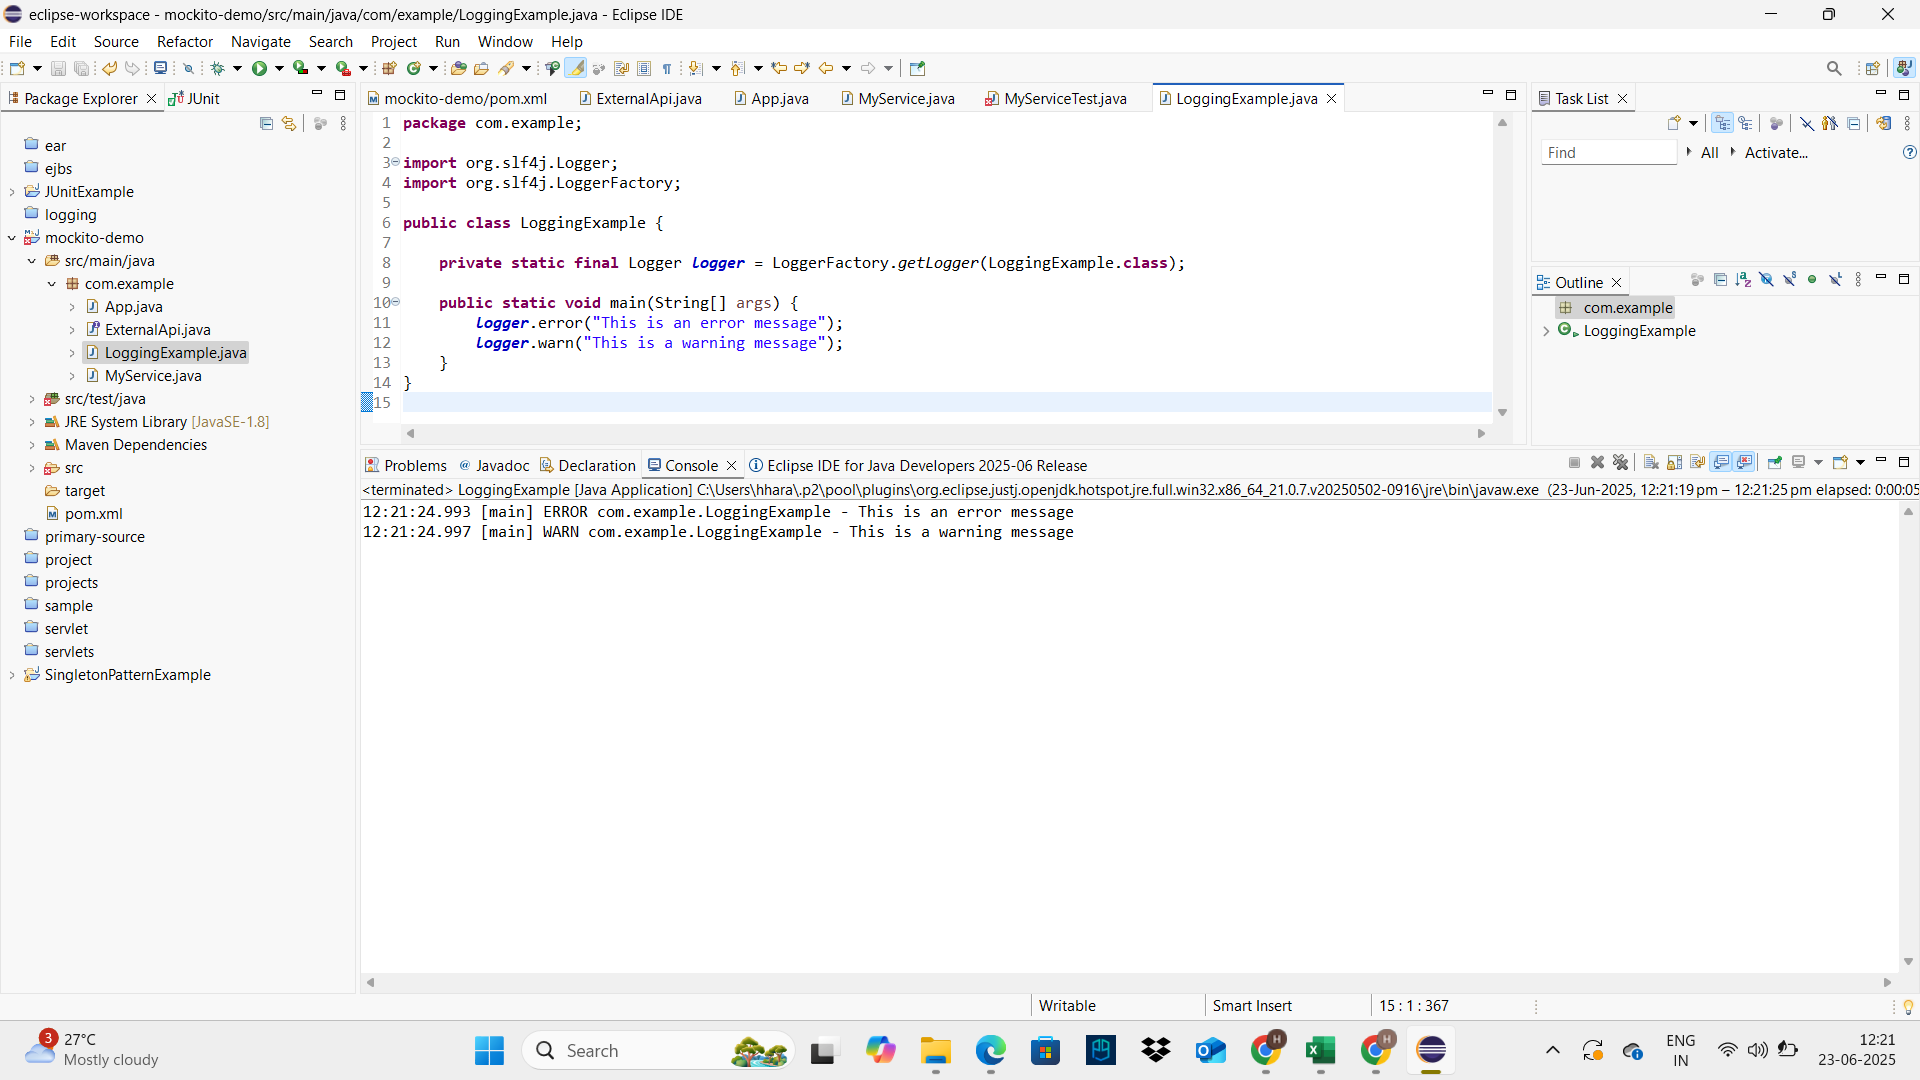 eclipse-workspace - mockito-demo/src/main/java/com/example/LoggingExample.java - Eclipse IDE
File Edit Source Refactor Navigate Search Project Run Window Help
Package Explorer JUnit
ear
ejbs
JUnitExample
logging
mockito-demo
src/main/java
com.example
App.java
ExternalApi.java
LoggingExample.java
MyService.java
src/test/java
JRE System Library [JavaSE-1.8]
Maven Dependencies
src
target
pom.xml
primary-source
project
projects
sample
servlet
servlets
SingletonPatternExample
mockito-demo/pom.xml ExternalApi.java App.java MyService.java MyServiceTest.java LoggingExample.java
1 package com.example;
2
3 import org.slf4j.Logger;
4 import org.slf4j.LoggerFactory;
5
6 public class LoggingExample {
7
8 private static final Logger logger = LoggerFactory.getLogger(LoggingExample.class);
9
10 public static void main(String[] args) {
11 logger.error("This is an error message");
12 logger.warn("This is a warning message");
13 }
14 }
15
Task List
Find All Activate...
Outline
com.example
LoggingExample
Problems Javadoc Declaration Console Eclipse IDE for Java Developers 2025-06 Release
<terminated> LoggingExample [Java Application] C:\Users\hhara\.p2\pool\plugins\org.eclipse.justj.openjdk.hotspot.jre.full.win32.x86_64_21.0.7.v20250502-0916\jre\bin\javaw.exe (23-Jun-2025, 12:21:19 pm – 12:21:25 pm elapsed: 0:00:05
12:21:24.993 [main] ERROR com.example.LoggingExample - This is an error message
12:21:24.997 [main] WARN com.example.LoggingExample - This is a warning message
Writable Smart Insert 15 : 1 : 367
3
27°C
Mostly cloudy
Search
H
H
ENG
IN
12:21
23-06-2025